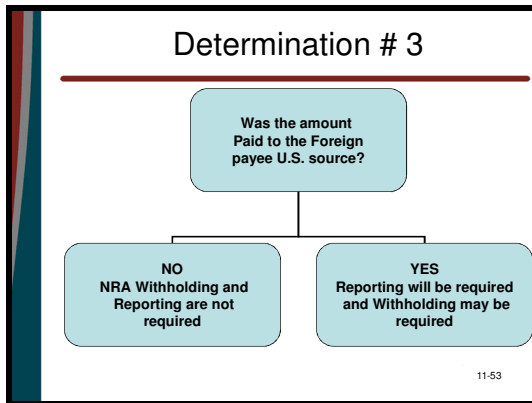 Determination # 3
Was the amount
Paid to the Foreign
payee U.S. source?
NO
NRA Withholding and
Reporting are not
required
YES
Reporting will be required
and Withholding may be
required
11-53